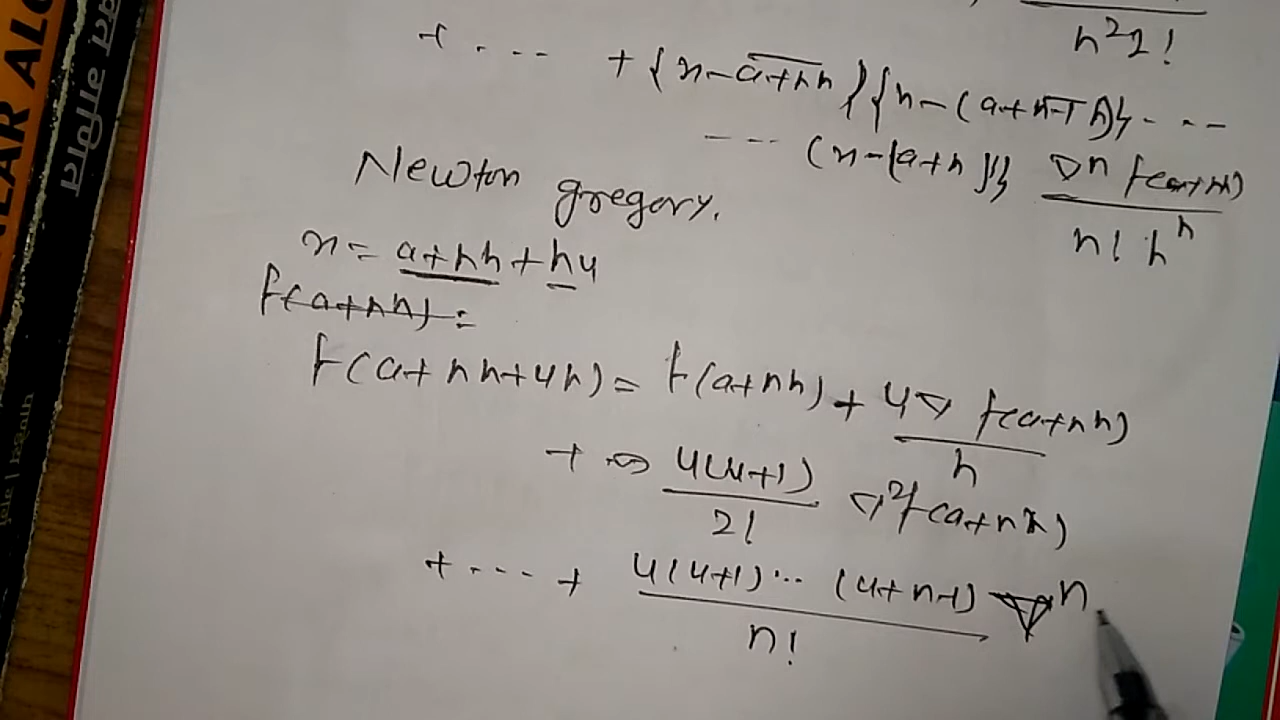 h²2!
+ ... + {x - a+nh} {x - (a+n-1 h)} ...
... (x - (a+h))} ∇n f(a+nh)
n! hⁿ
Newton gregory.
x = a+nh + hu
f(a+nh) =
f(a+nh+uh) = f(a+nh) + u∇ f(a+nh)
h
+ u(u+1) ∇²f(a+nh)
2!
+ ... + u(u+1) ... (u+n-1) ∇ⁿ
n!